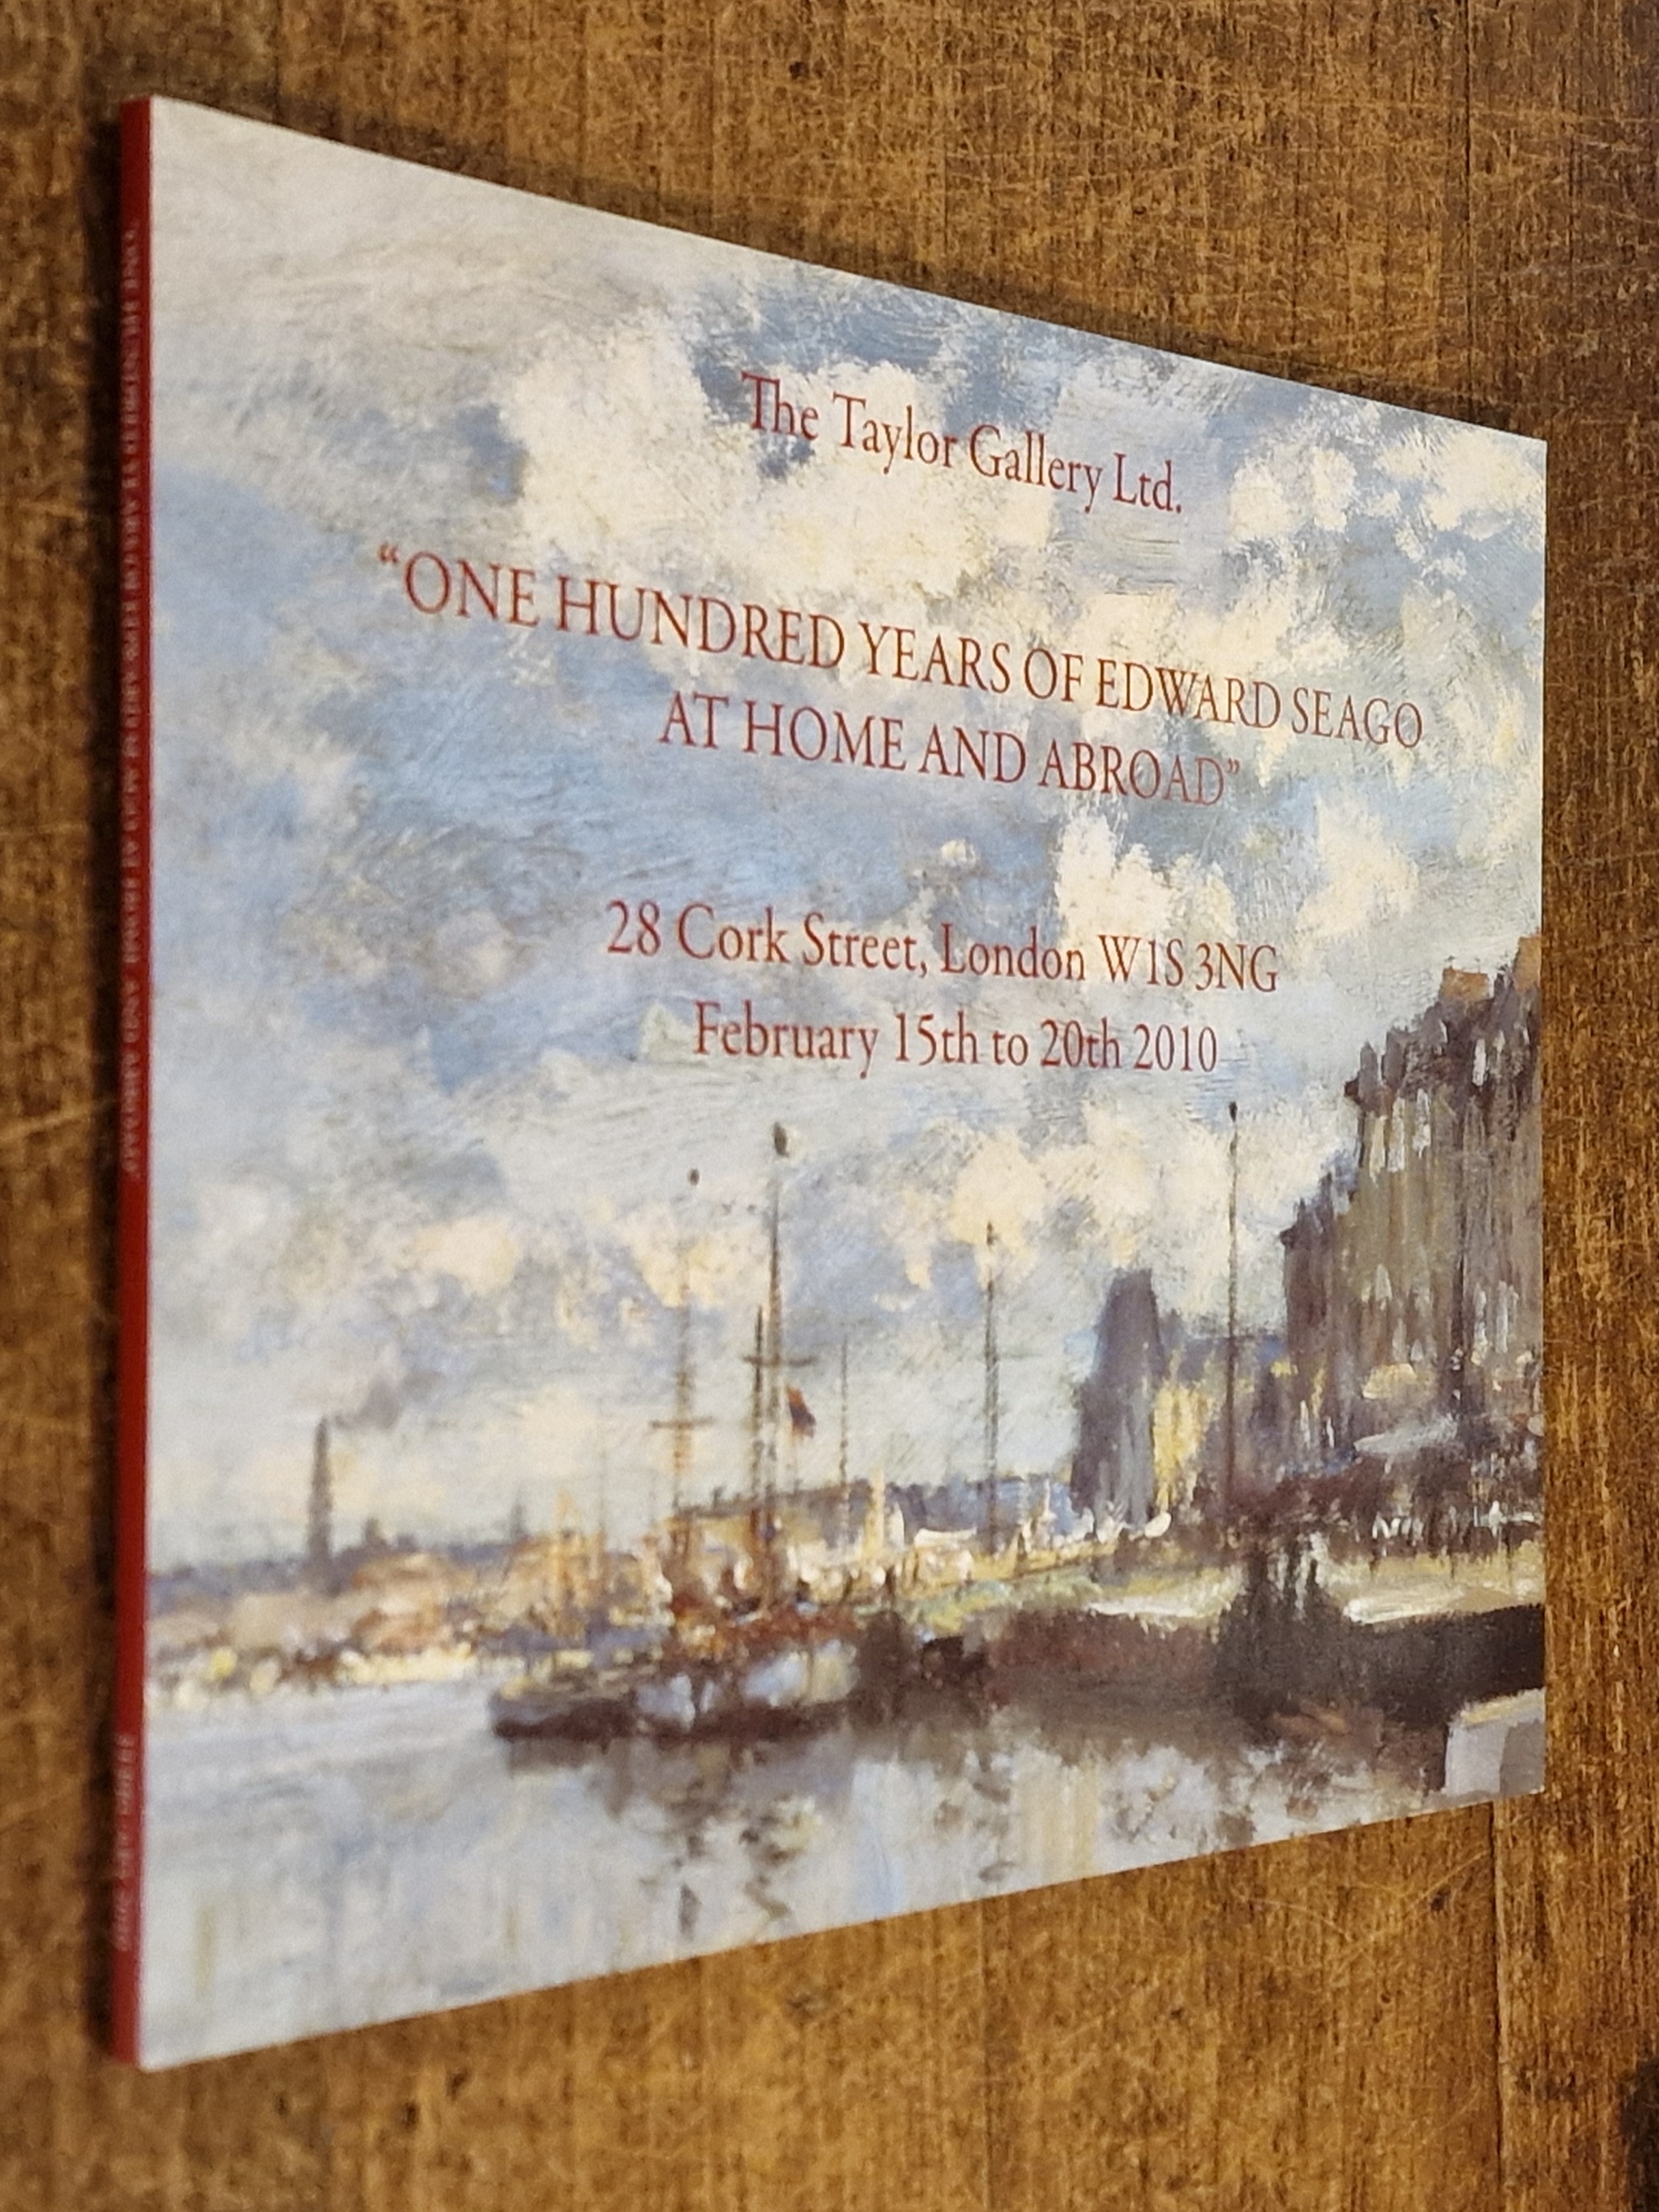 The Taylor Gallery Ltd.
“ONE HUNDRED YEARS OF EDWARD SEAGO
AT HOME AND ABROAD”
28 Cork Street, London W1S 3NG
February 15th to 20th 2010